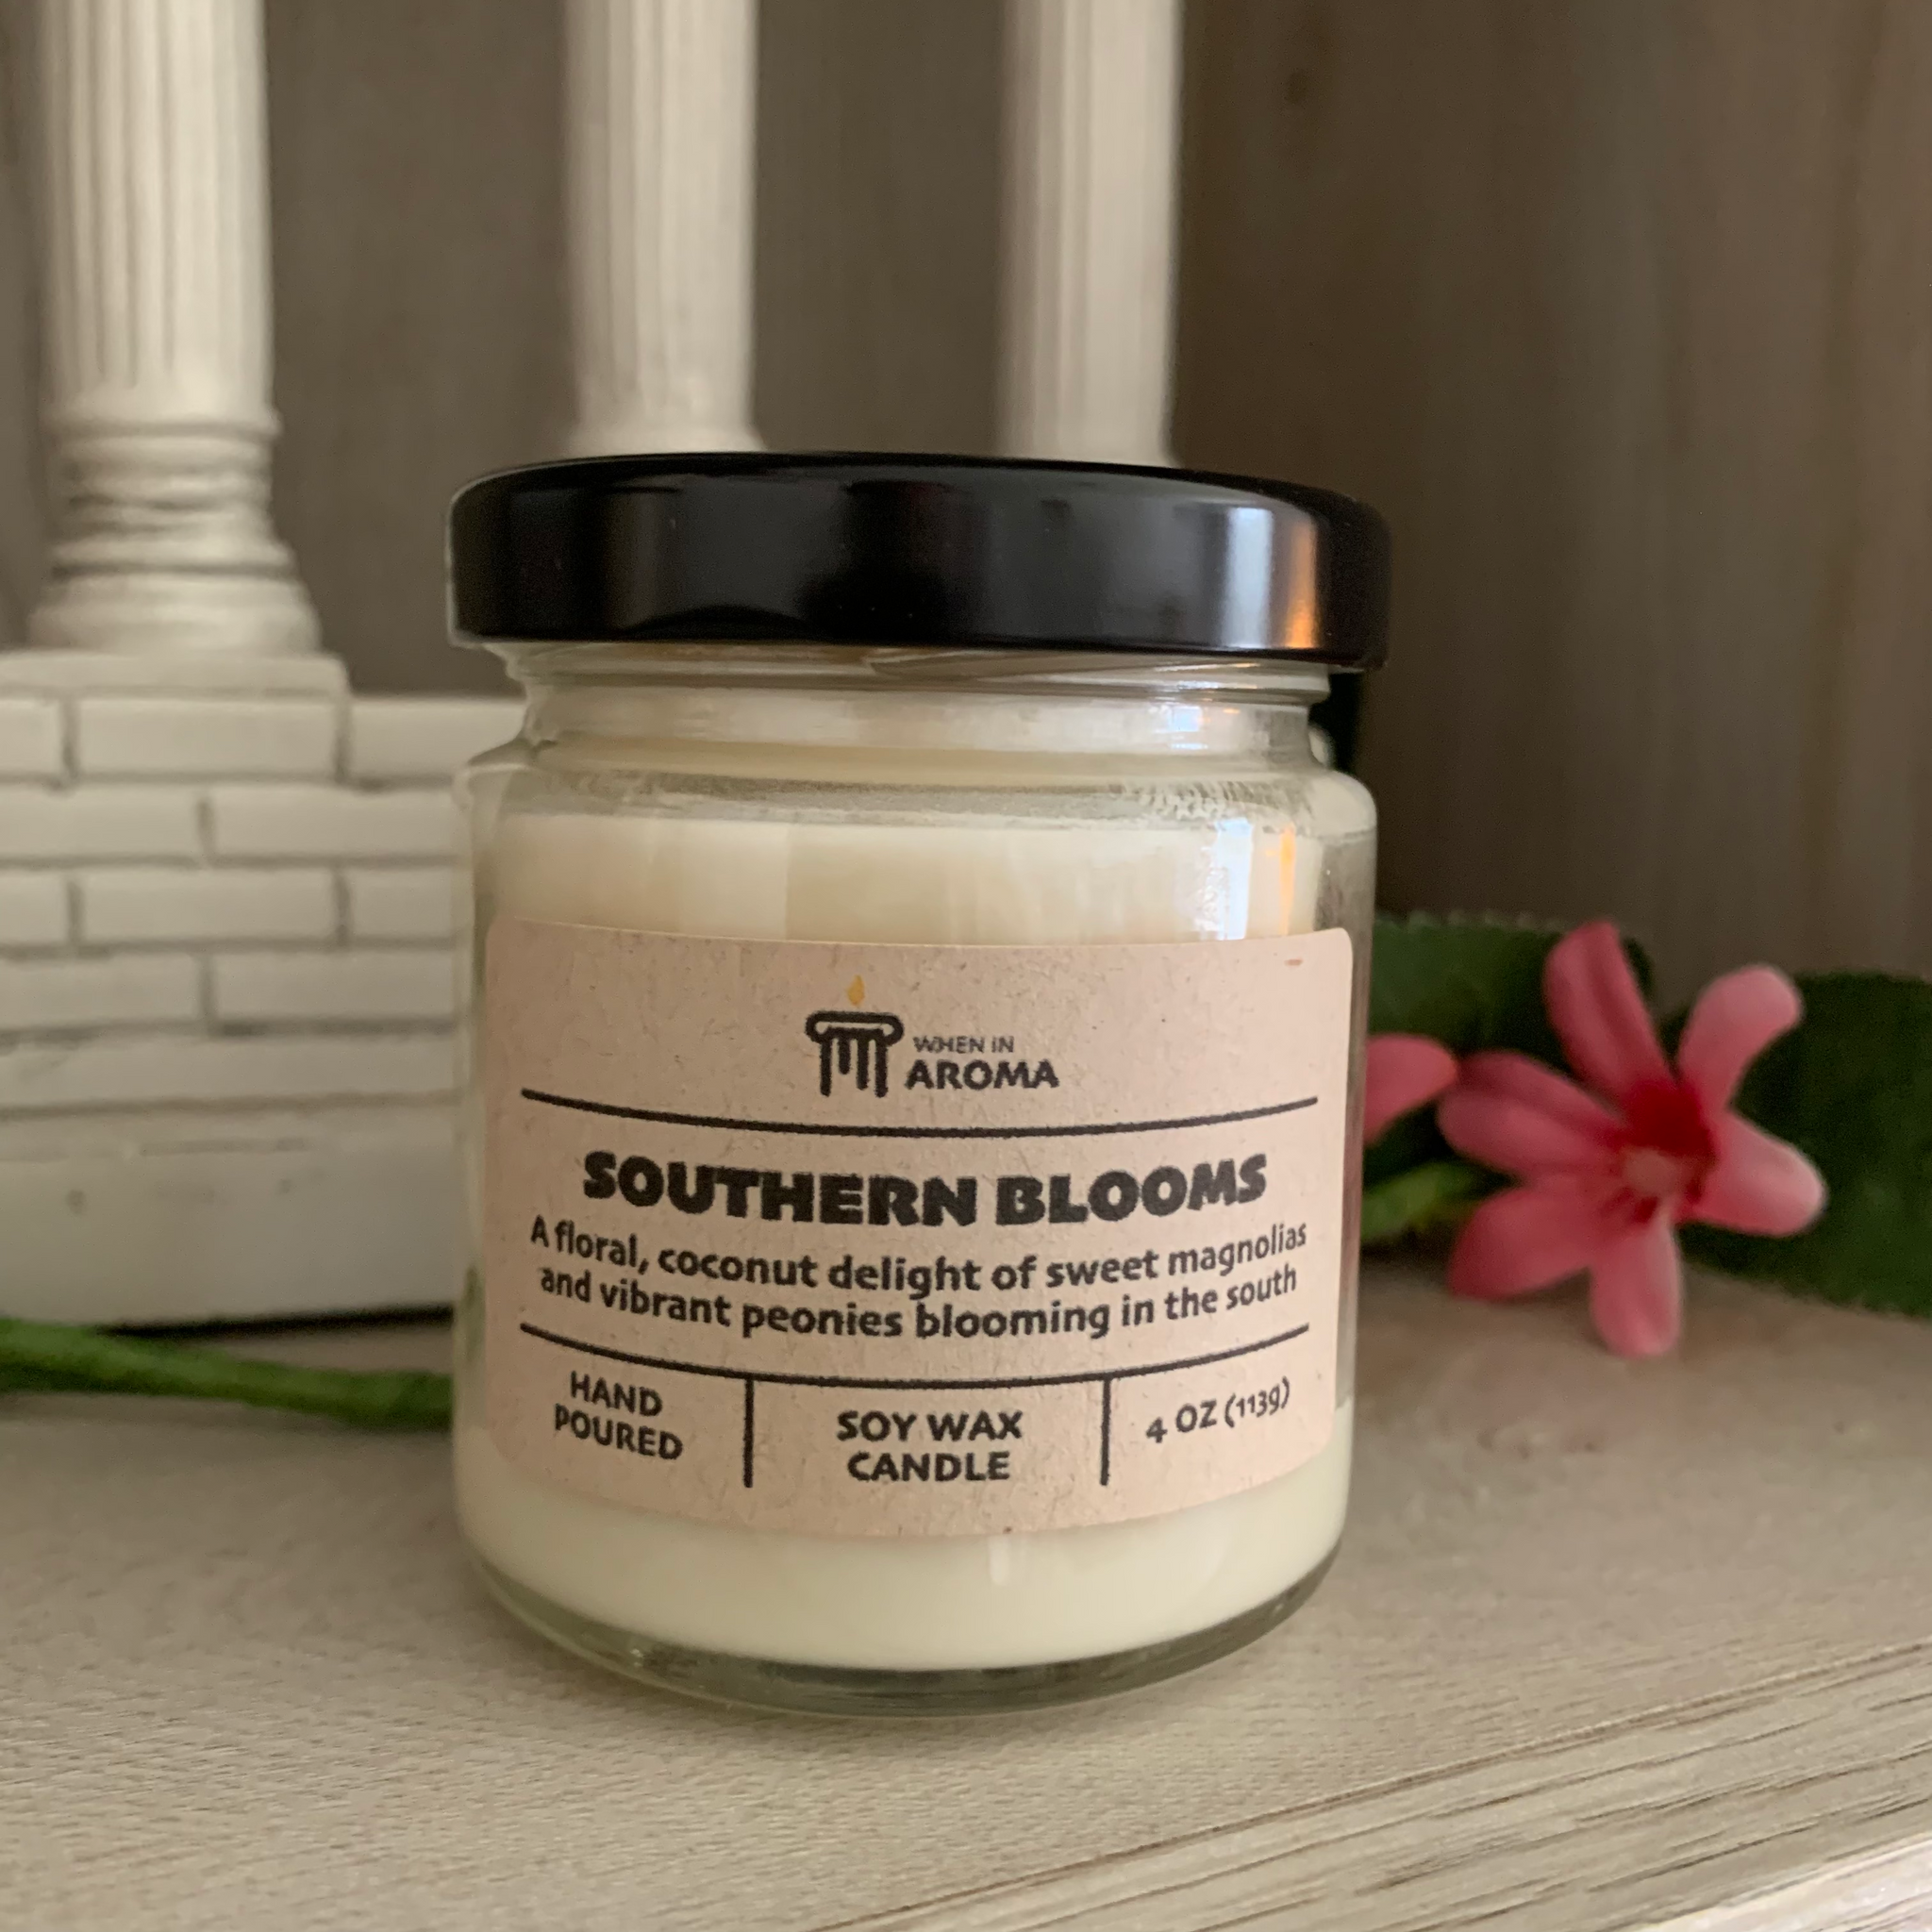 WHEN IN
AROMA
SOUTHERN BLOOMS
A floral, coconut delight of sweet magnolias
and vibrant peonies blooming in the south
HAND
POURED
SOY WAX
CANDLE
4 OZ (113g)